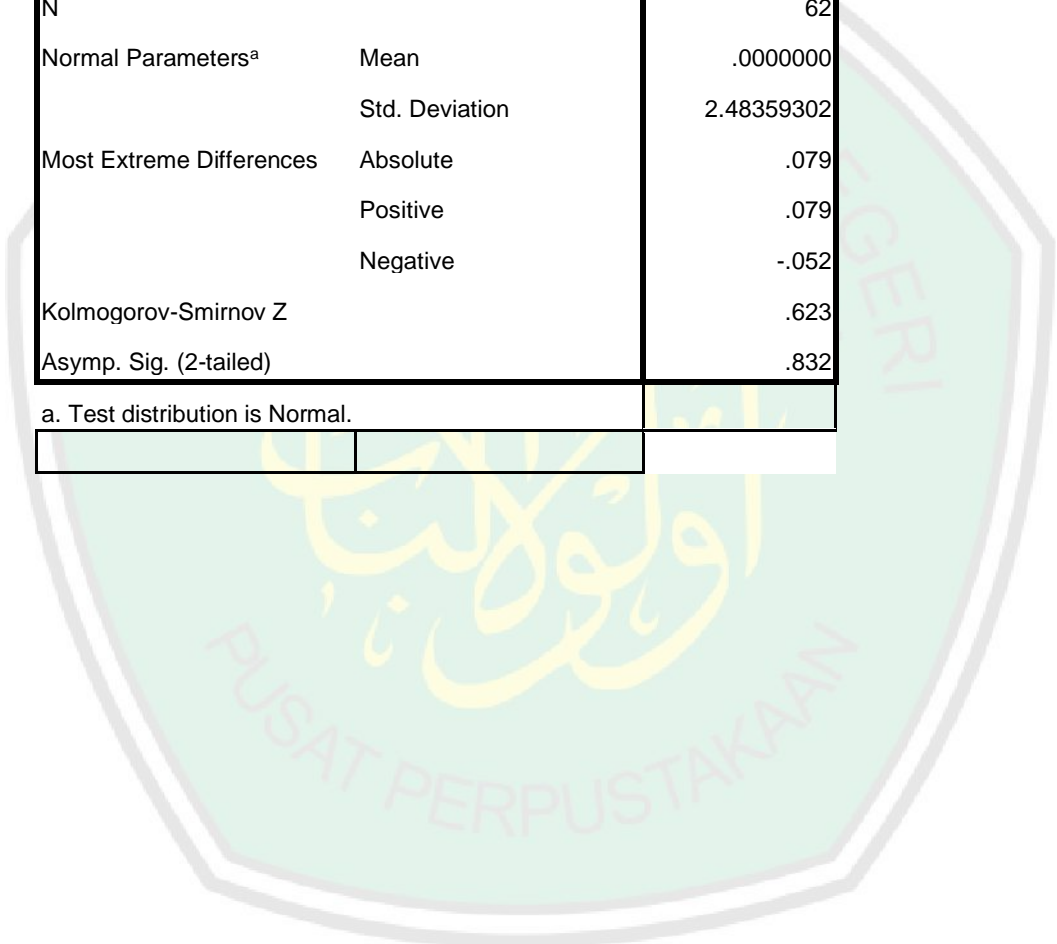 N 62
Normal Parametersᵃ Mean .0000000
Std. Deviation 2.48359302
Most Extreme Differences Absolute .079
Positive .079
Negative -.052
Kolmogorov-Smirnov Z .623
Asymp. Sig. (2-tailed) .832
a. Test distribution is Normal.
PUSAT PERPUSTAKAAN